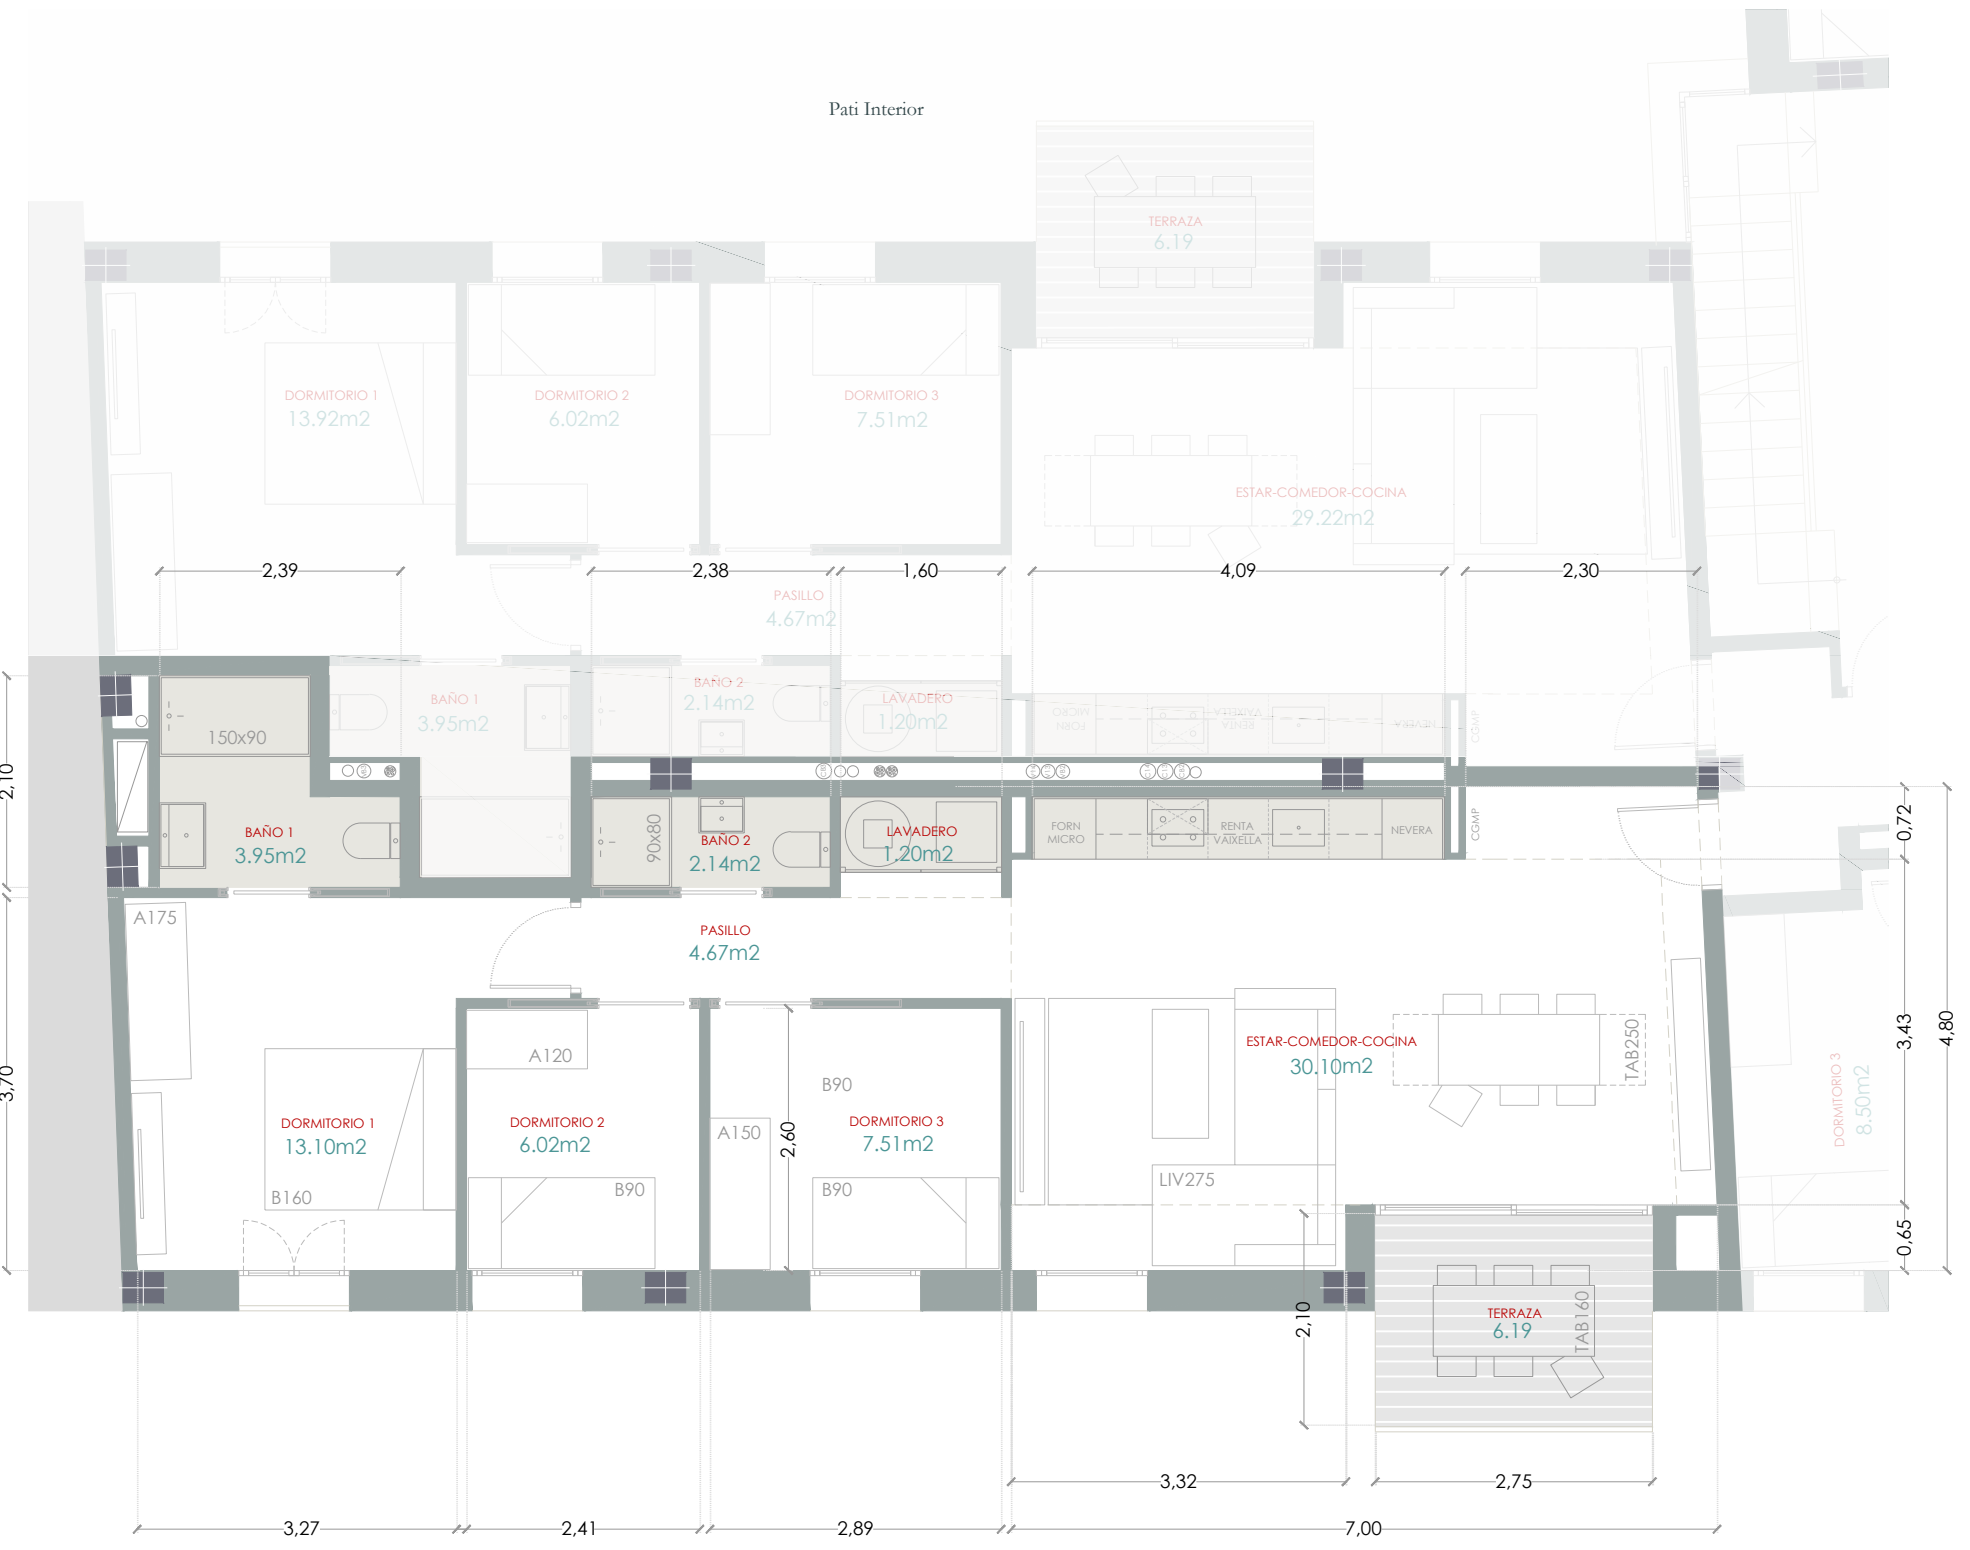 Pati Interior
TERRAZA
6.19
DORMITORIO 1
13.92m2
DORMITORIO 2
6.02m2
DORMITORIO 3
7.51m2
ESTAR-COMEDOR-COCINA
29.22m2
2,39
2,38
1,60
4,09
2,30
PASILLO
4.67m2
BAÑO 1
3.95m2
BAÑO 2
2.14m2
LAVADERO
1.20m2
FORN
MICRO
RENTA
VAIXELLA
NEVERA
CGMP
150x90
2,10
BAÑO 1
3.95m2
90x80
BAÑO 2
2.14m2
LAVADERO
1.20m2
FORN
MICRO
RENTA
VAIXELLA
NEVERA
CGMP
0,72
A175
PASILLO
4.67m2
3,70
A120
B90
A150
2,60
ESTAR-COMEDOR-COCINA
30.10m2
TAB250
3,43
4,80
DORMITORIO 1
13.10m2
B160
DORMITORIO 2
6.02m2
B90
DORMITORIO 3
7.51m2
B90
LIV275
DORMITORIO 3
8.50m2
0,65
2,10
TERRAZA
6.19
TAB160
3,32
2,75
3,27
2,41
2,89
7,00